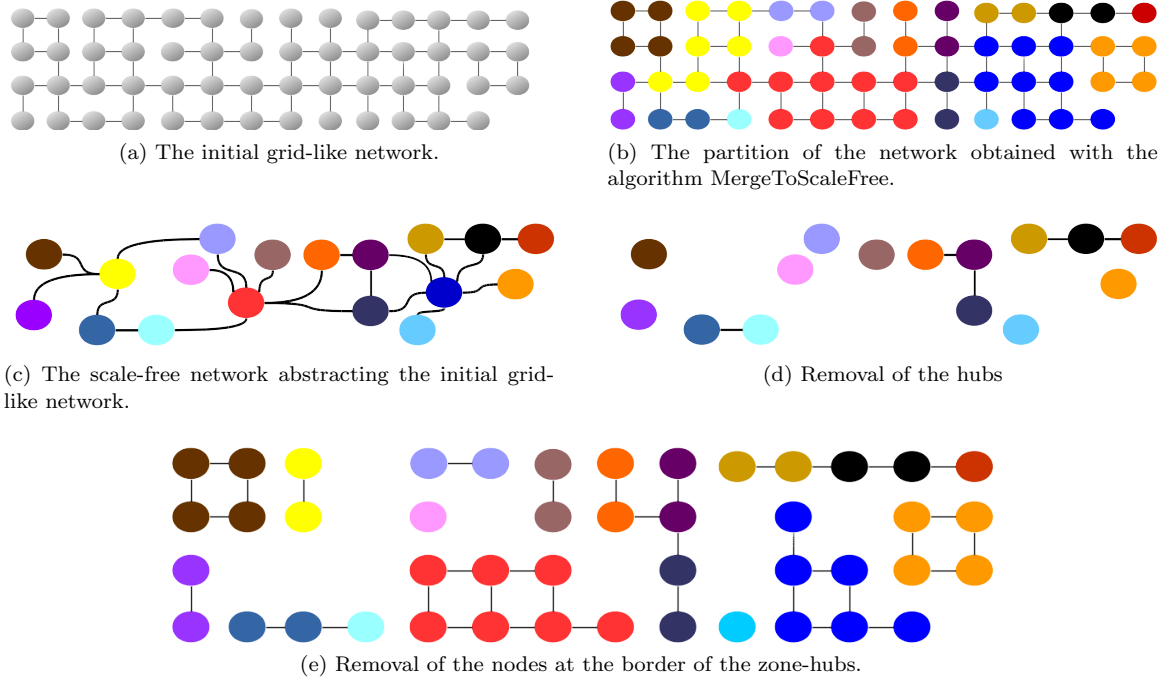 (a) The initial grid-like network.
(b) The partition of the network obtained with the
algorithm MergeToScaleFree.
(c) The scale-free network abstracting the initial grid-
like network.
(d) Removal of the hubs
(e) Removal of the nodes at the border of the zone-hubs.